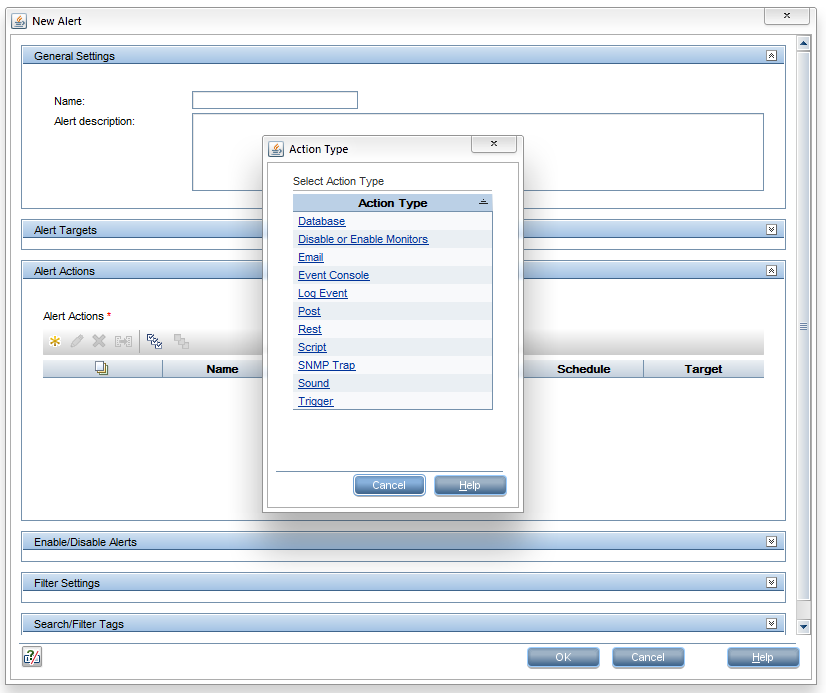 New Alert
General Settings
Name:
Alert description:
Action Type
Select Action Type
Action Type
Database
Disable or Enable Monitors
Email
Event Console
Log Event
Post
Rest
Script
SNMP Trap
Sound
Trigger
Cancel Help
Alert Targets
Alert Actions
Alert Actions *
Name Schedule Target
Enable/Disable Alerts
Filter Settings
Search/Filter Tags
OK Cancel Help